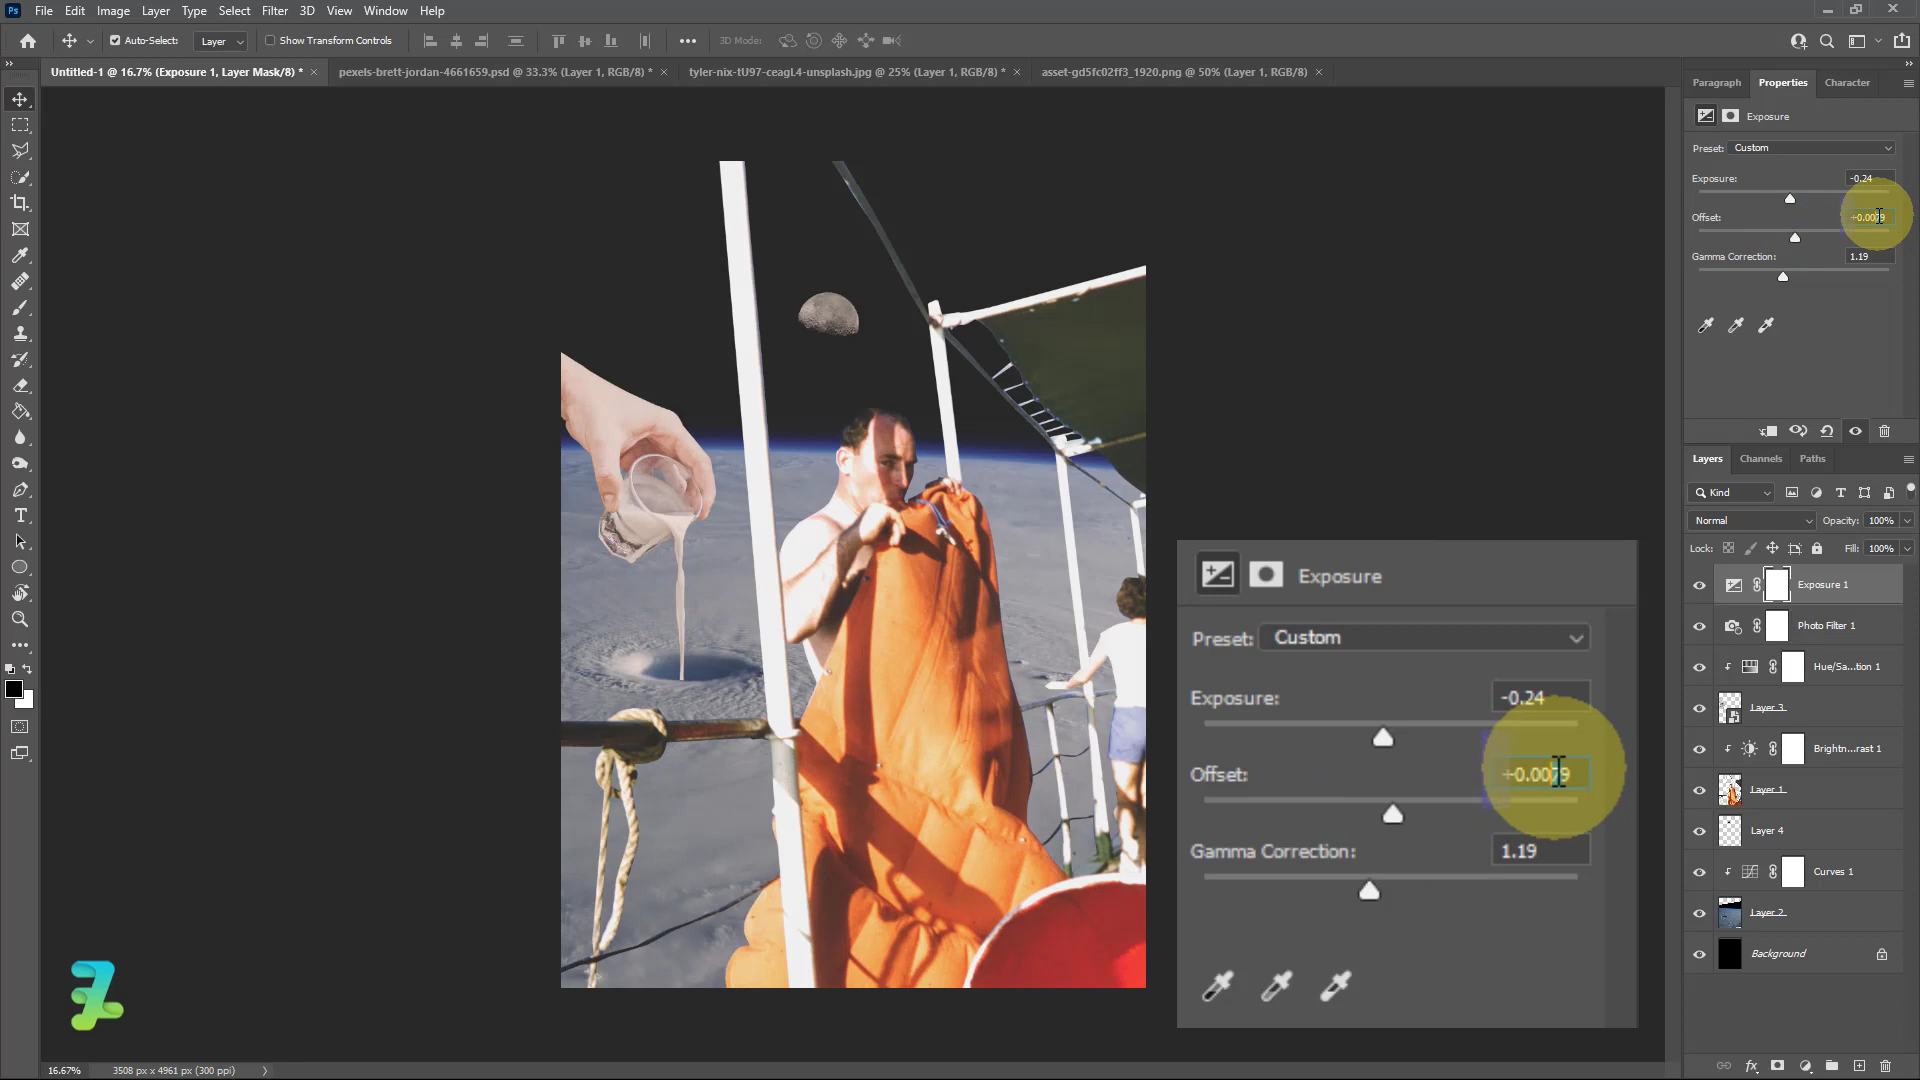 Ps File Edit Image Layer Type Select Filter 3D View Window Help
Auto-Select: Layer Show Transform Controls 3D Mode:
Untitled-1 @ 16.7% (Exposure 1, Layer Mask/8) * × pexels-brett-jordan-4661659.psd @ 33.3% (Layer 1, RGB/8) * × tyler-nix-tU97-ceagL4-unsplash.jpg @ 25% (Layer 1, RGB/8) * × asset-gd5fc02ff3_1920.png @ 50% (Layer 1, RGB/8) ×
Paragraph Properties Character
Exposure
Preset: Custom
Exposure: -0.24
Offset: +0.0079
Gamma Correction: 1.19
Layers Channels Paths
Kind
Normal Opacity: 100%
Lock: Fill: 100%
Exposure 1
Photo Filter 1
Hue/Sa...tion 1
Layer 3
Brightn...rast 1
Layer 1
Layer 4
Curves 1
Layer 2
Background
Exposure
Preset: Custom
Exposure: -0.24
Offset: +0.0079
Gamma Correction: 1.19
16.67% 3508 px x 4961 px (300 ppi)